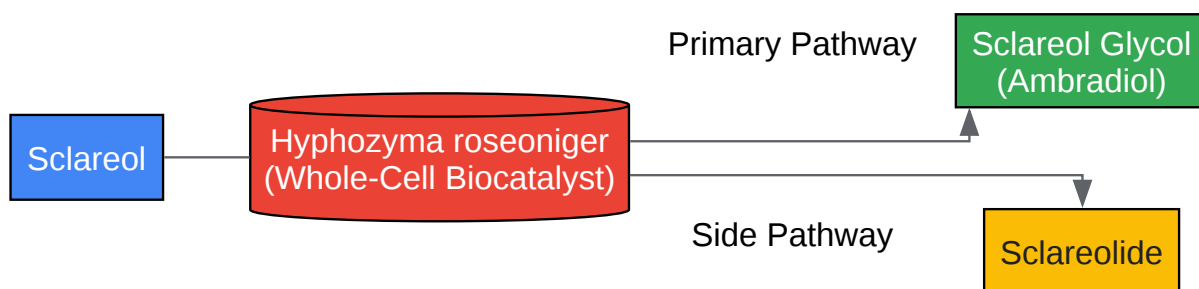 Primary Pathway
Sclareol Glycol
(Ambradiol)
Sclareol
Hyphozyma roseoniger
(Whole-Cell Biocatalyst)
Side Pathway
Sclareolide